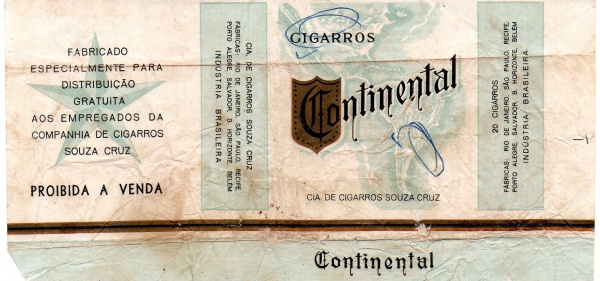 FABRICADO
ESPECIALMENTE PARA
DISTRIBUIÇÃO
GRATUITA
AOS EMPREGADOS DA
COMPANHIA DE CIGARROS
SOUZA CRUZ
PROIBIDA A VENDA
CIA. DE CIGARROS SOUZA CRUZ
FÁBRICAS: RIO DE JANEIRO, SÃO PAULO, RECIFE,
PORTO ALEGRE, SALVADOR, B. HORIZONTE, BELÉM
INDÚSTRIA BRASILEIRA
CIGARROS
Continental
CIA. DE CIGARROS SOUZA CRUZ
20 CIGARROS
FÁBRICAS: RIO DE JANEIRO, SÃO PAULO, RECIFE,
PORTO ALEGRE, SALVADOR, B. HORIZONTE, BELÉM
INDÚSTRIA BRASILEIRA
Continental